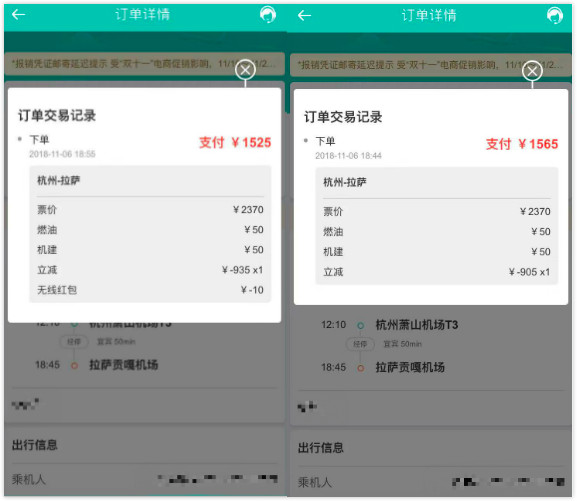 订单详情
*报销凭证邮寄延迟提示 受"双十一"电商促销影响，11/1
订单交易记录
下单
支付 ￥1525
2018-11-06 18:55
杭州-拉萨
票价 ￥2370
燃油 ￥50
机建 ￥50
立减 ￥-935 x1
无线红包 ￥-10
12:10 杭州萧山机场T3
经停 宜宾 50min
18:45 拉萨贡嘎机场
出行信息
乘机人
订单详情
*报销凭证邮寄延迟提示 受"双十一"电商促销影响，11/1
订单交易记录
下单
支付 ￥1565
2018-11-06 18:44
杭州-拉萨
票价 ￥2370
燃油 ￥50
机建 ￥50
立减 ￥-905 x1
12:10 杭州萧山机场T3
经停 宜宾 50min
18:45 拉萨贡嘎机场
出行信息
乘机人